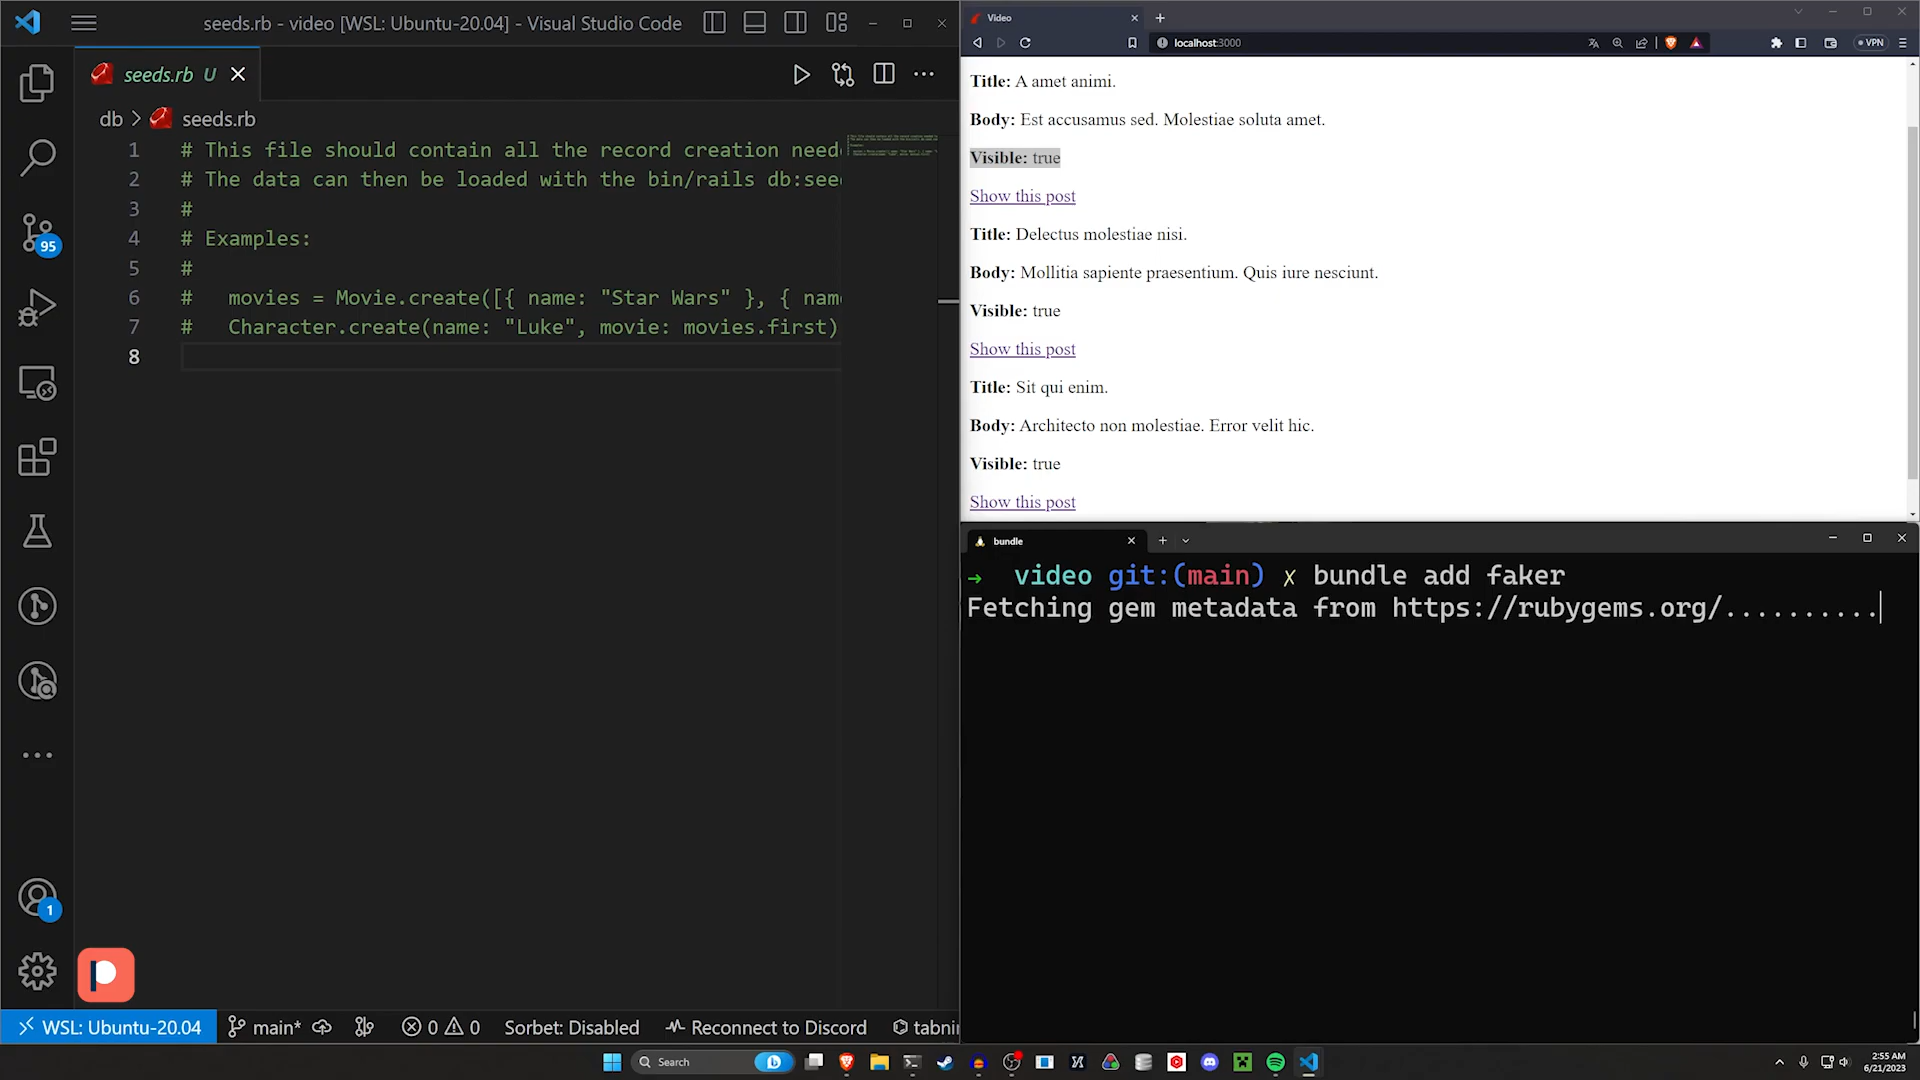 seeds.rb - video [WSL: Ubuntu-20.04] - Visual Studio Code
seeds.rb U
db > seeds.rb
1 # This file should contain all the record creation need
2 # The data can then be loaded with the bin/rails db:see
3 #
4 # Examples:
5 #
6 #   movies = Movie.create([{ name: "Star Wars" }, { nam
7 #   Character.create(name: "Luke", movie: movies.first)
8
95
1
WSL: Ubuntu-20.04
main*
0
0
Sorbet: Disabled
Reconnect to Discord
tabni
Video
localhost:3000
VPN
Title: A amet animi.
Body: Est accusamus sed. Molestiae soluta amet.
Visible: true
Show this post
Title: Delectus molestiae nisi.
Body: Mollitia sapiente praesentium. Quis iure nesciunt.
Visible: true
Show this post
Title: Sit qui enim.
Body: Architecto non molestiae. Error velit hic.
Visible: true
Show this post
bundle
→ video git:(main) ✗ bundle add faker
Fetching gem metadata from https://rubygems.org/..........
Search
2:55 AM
6/21/2023